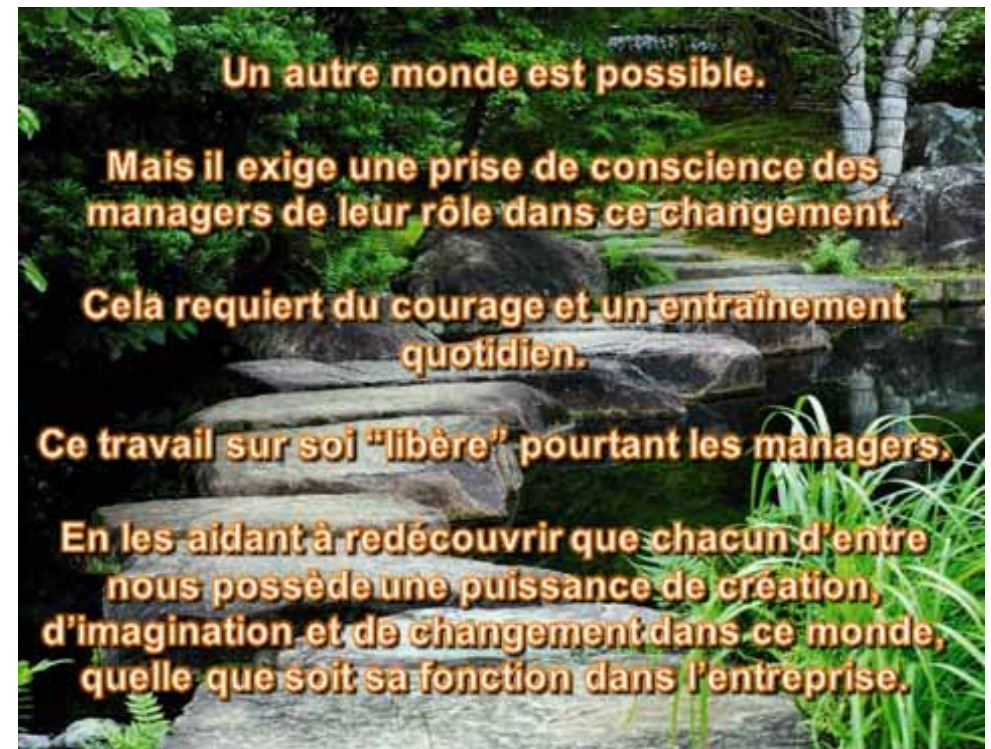 Un autre monde est possible.
Mais il exige une prise de conscience des
managers de leur rôle dans ce changement.
Cela requiert du courage et un entraînement
quotidien.
Ce travail sur soi “libère” pourtant les managers.
En les aidant à redécouvrir que chacun d’entre
nous possède une puissance de création,
d’imagination et de changement dans ce monde,
quelle que soit sa fonction dans l’entreprise.